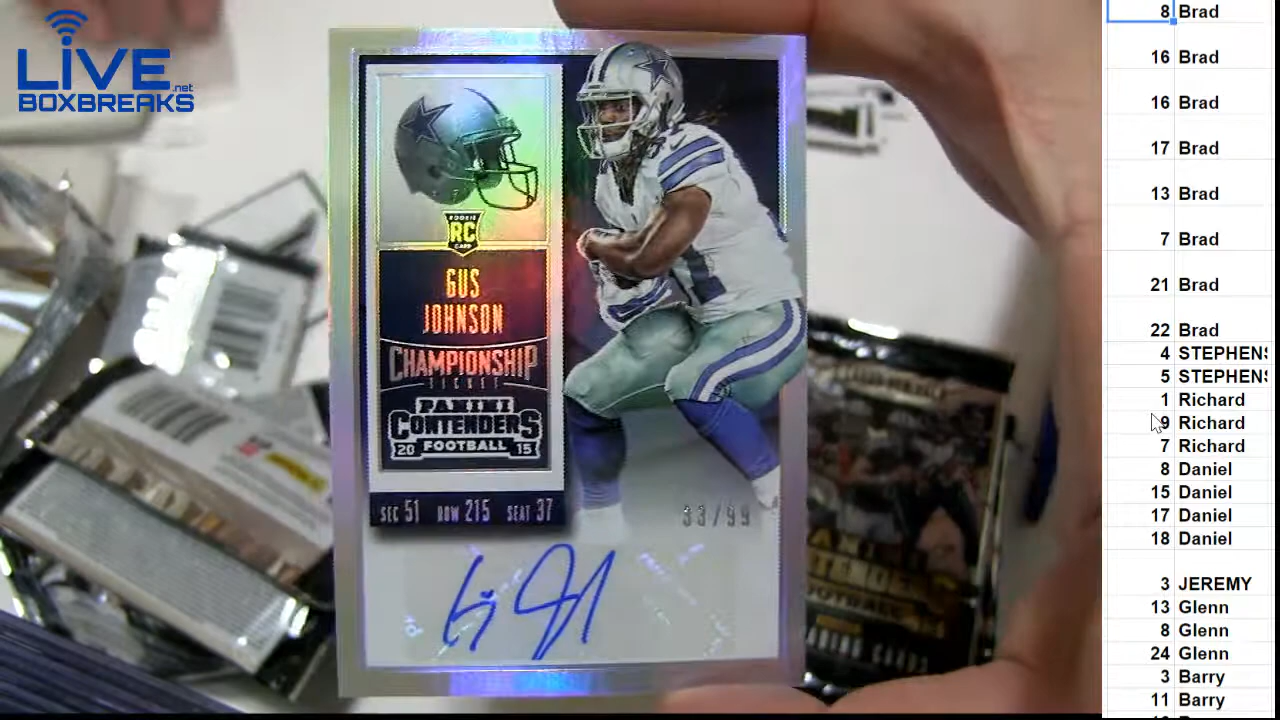 LIVE.net
BOXBREAKS
ROOKIE
RC
CARD
GUS
JOHNSON
CHAMPIONSHIP
TICKET
PANINI
CONTENDERS
FOOTBALL
20 15
SEC 51 ROW 215 SEAT 37
33/99
8 Brad
16 Brad
16 Brad
17 Brad
13 Brad
7 Brad
21 Brad
22 Brad
4 STEPHENS
5 STEPHENS
1 Richard
9 Richard
7 Richard
8 Daniel
15 Daniel
17 Daniel
18 Daniel
3 JEREMY
13 Glenn
8 Glenn
24 Glenn
3 Barry
11 Barry